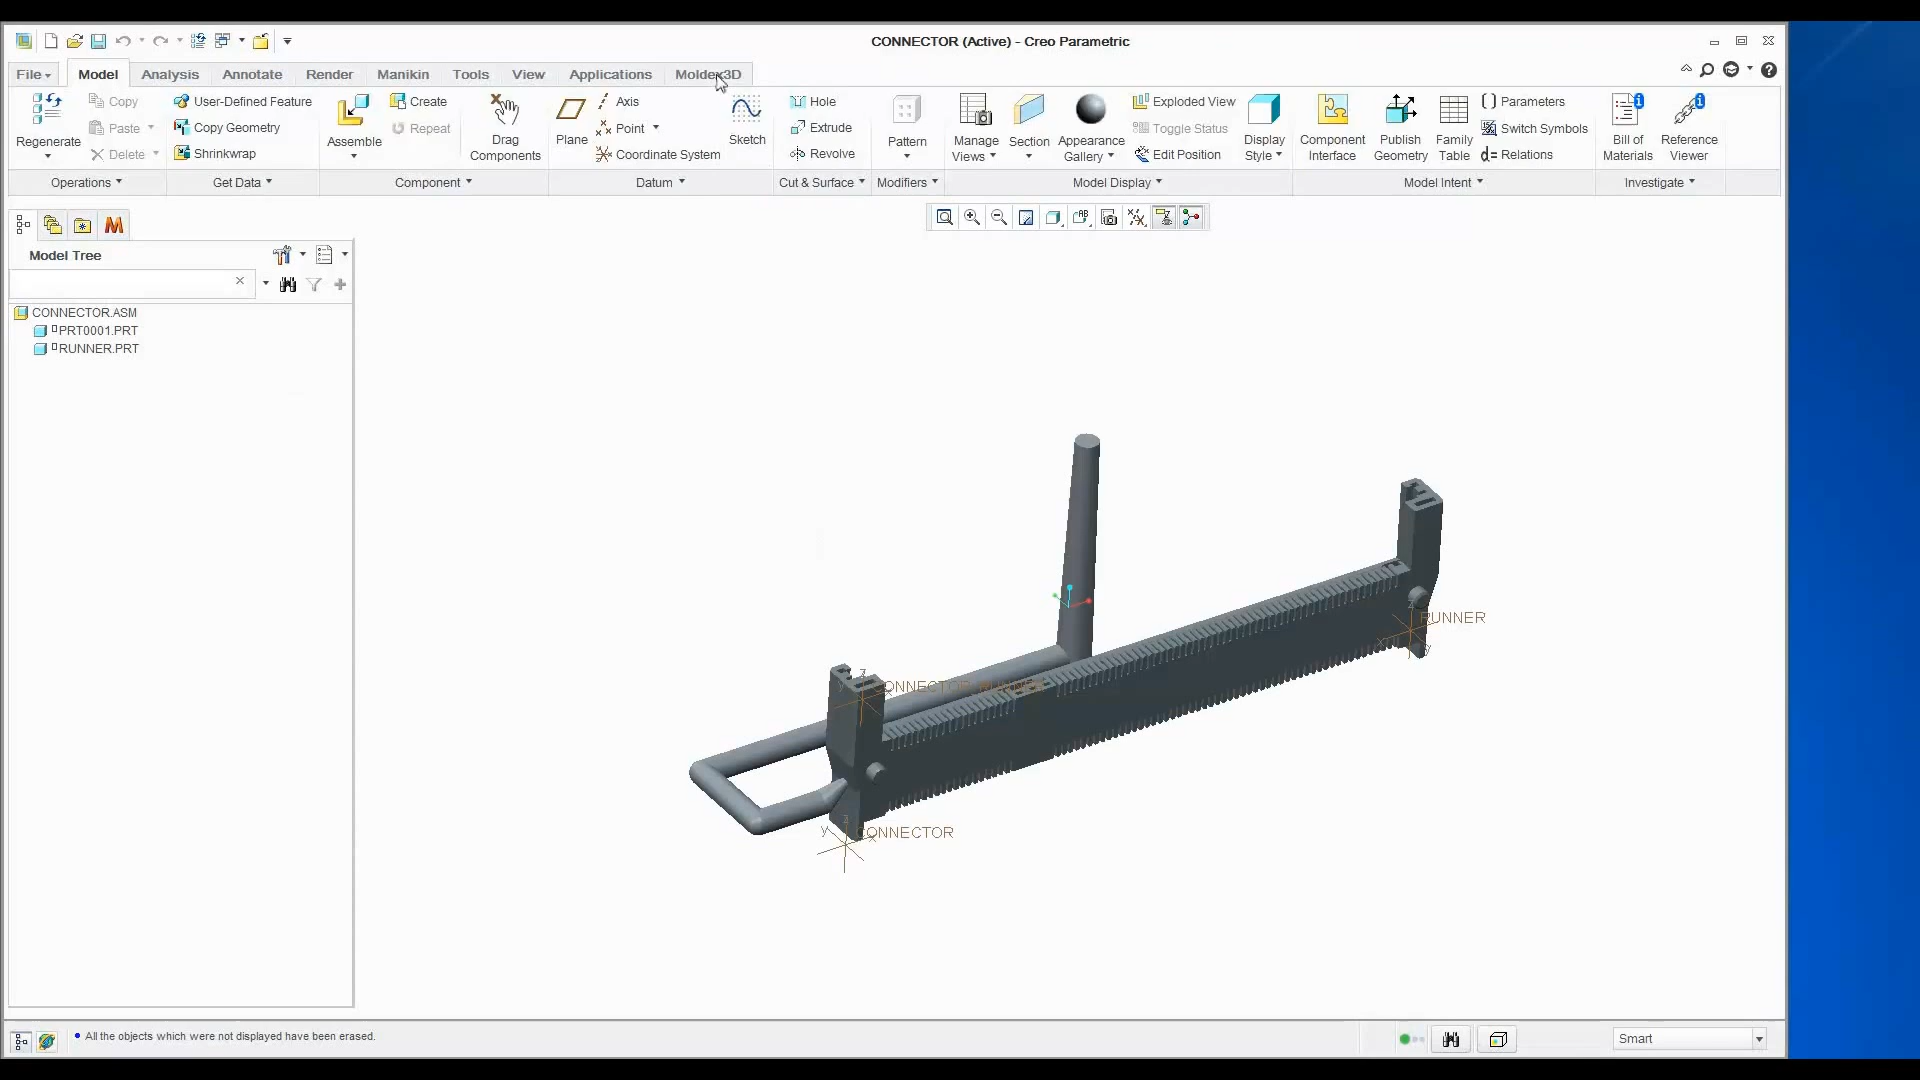 CONNECTOR (Active) - Creo Parametric
File Model Analysis Annotate Render Manikin Tools View Applications Moldex3D
Regenerate
Copy
Paste
Delete
Operations
User-Defined Feature
Copy Geometry
Shrinkwrap
Get Data
Assemble
Create
Repeat
Drag
Components
Component
Plane
Axis
Point
Coordinate System
Sketch
Datum
Hole
Extrude
Revolve
Cut & Surface
Pattern
Modifiers
Manage
Views
Section
Appearance
Gallery
Exploded View
Toggle Status
Edit Position
Display
Style
Model Display
Component
Interface
Publish
Geometry
Family
Table
Parameters
Switch Symbols
d= Relations
Model Intent
Bill of
Materials
Reference
Viewer
Investigate
Model Tree
CONNECTOR.ASM
PRT0001.PRT
RUNNER.PRT
RUNNER
CONNECTOR
CONNECTOR
All the objects which were not displayed have been erased.
Smart